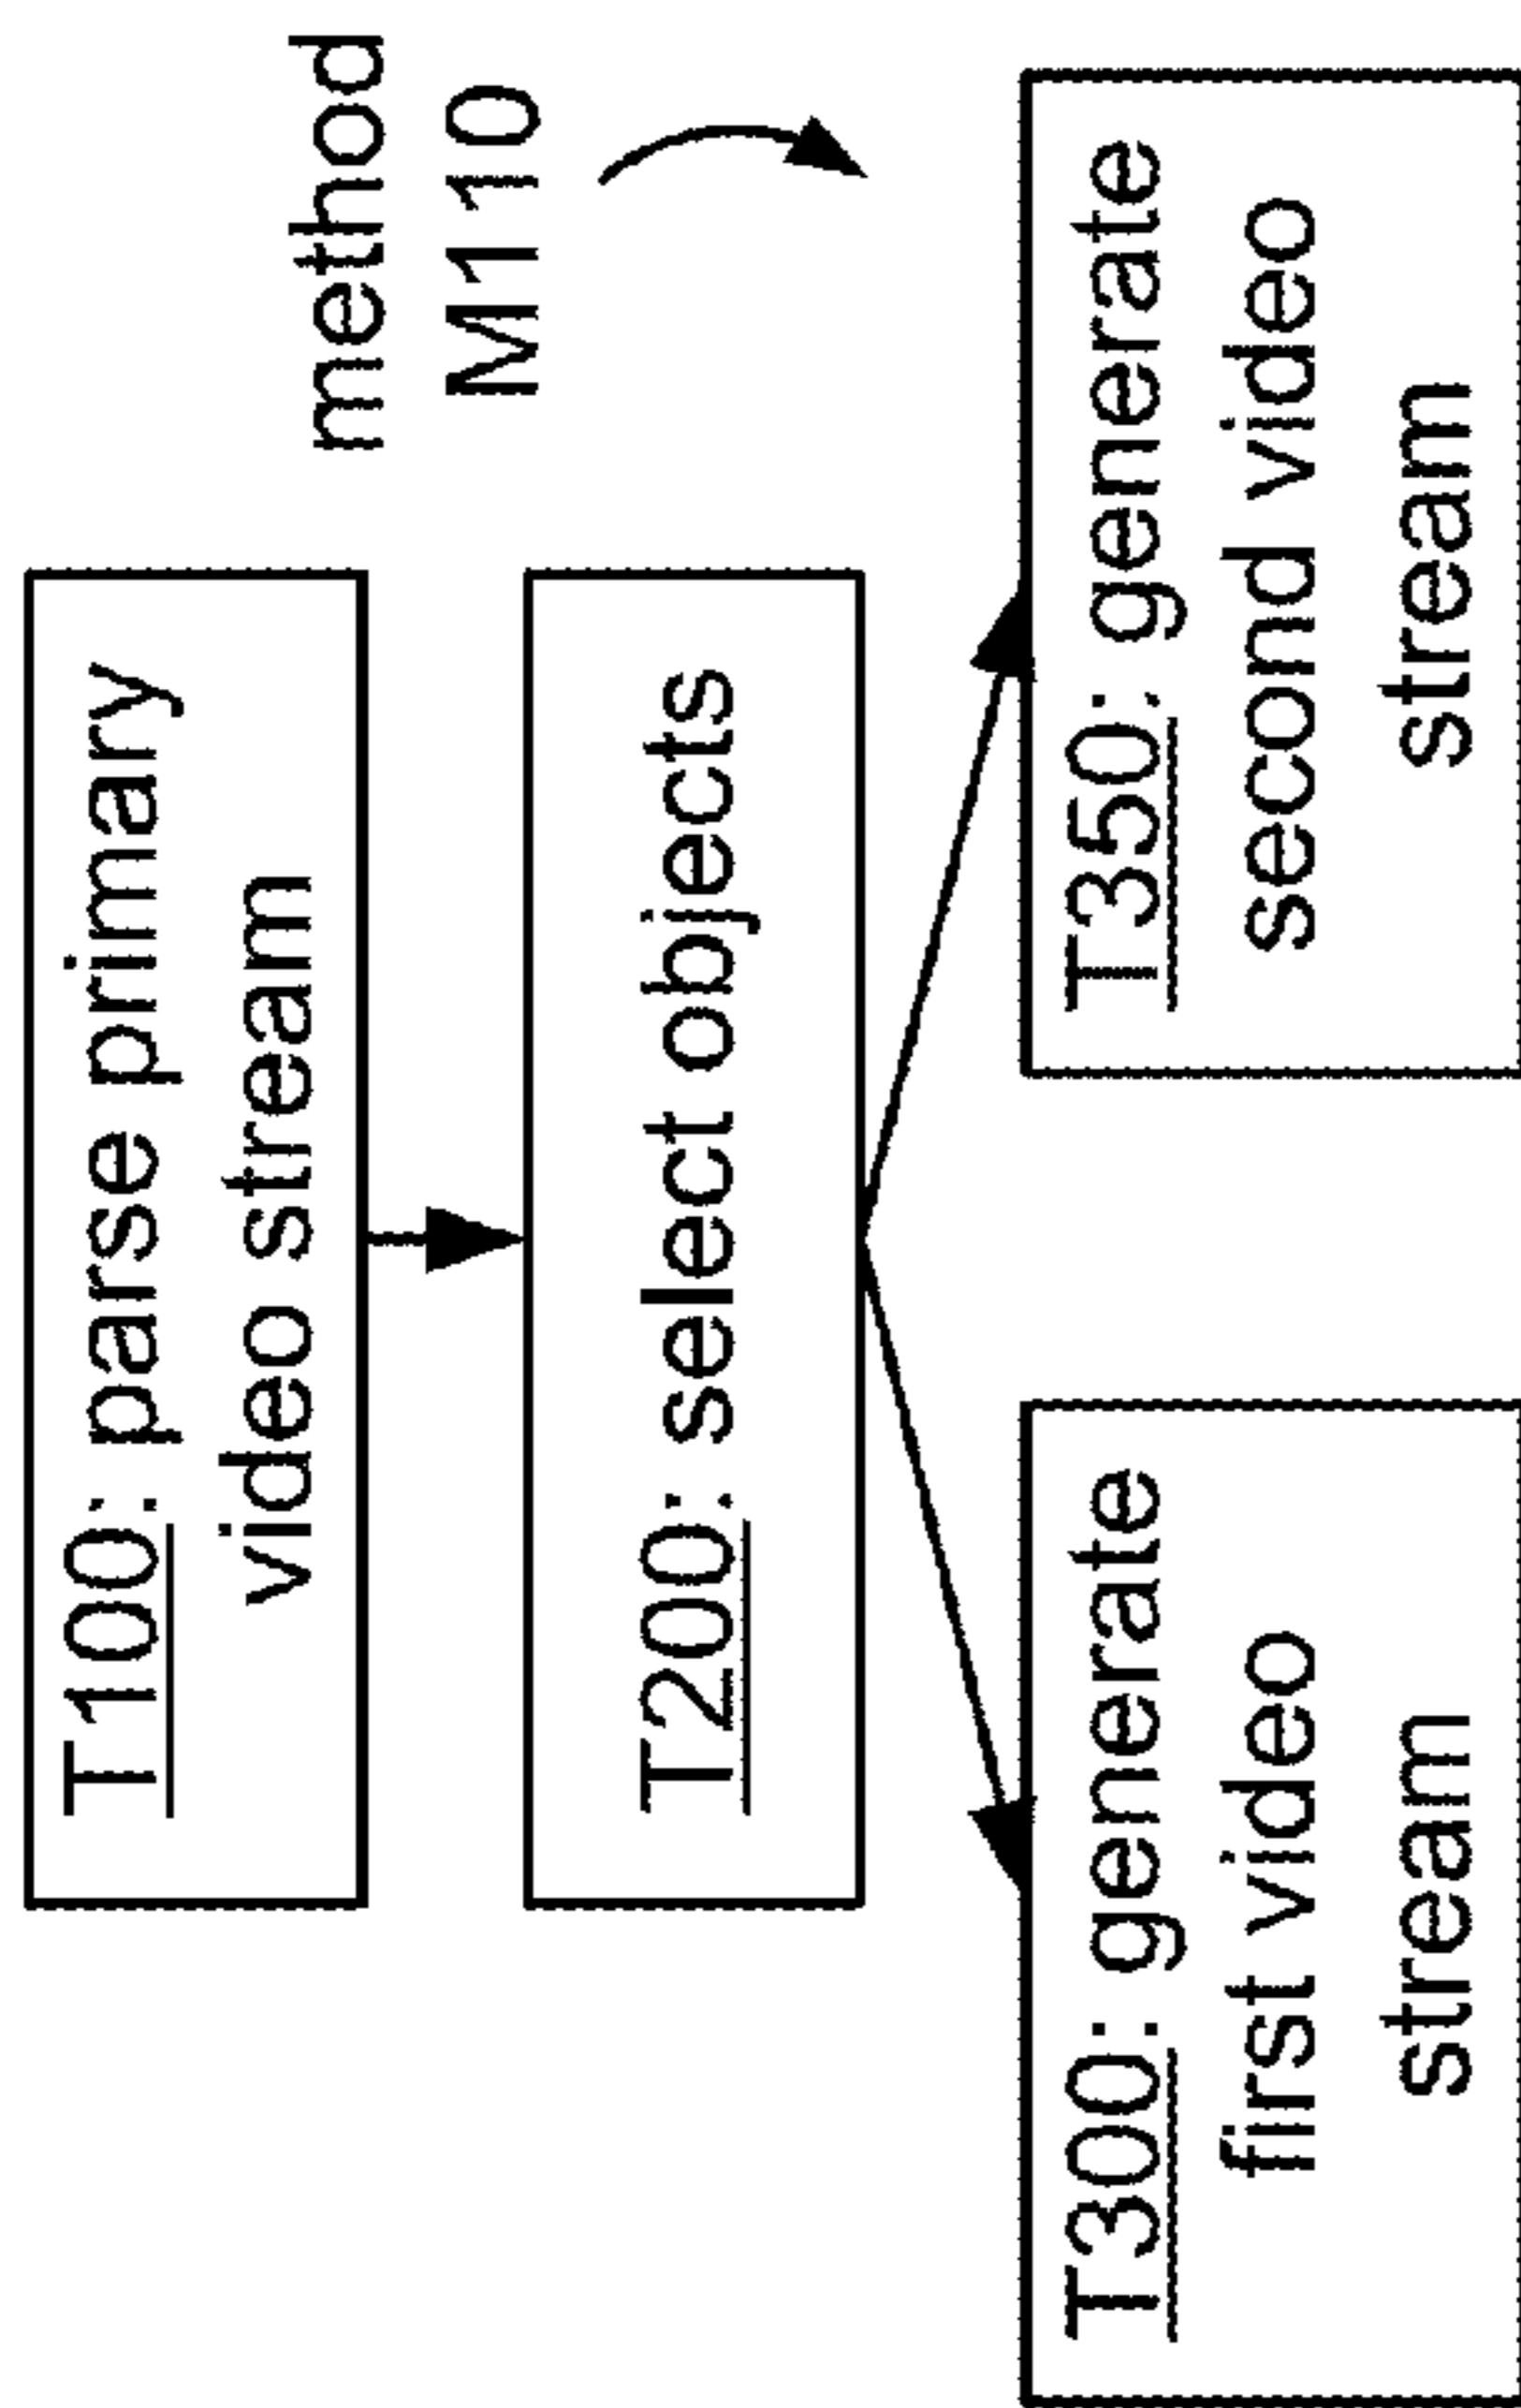 method
M110
T100: parse primary
video stream
T200: select objects
T300: generate
first video
stream
T350: generate
second video
stream